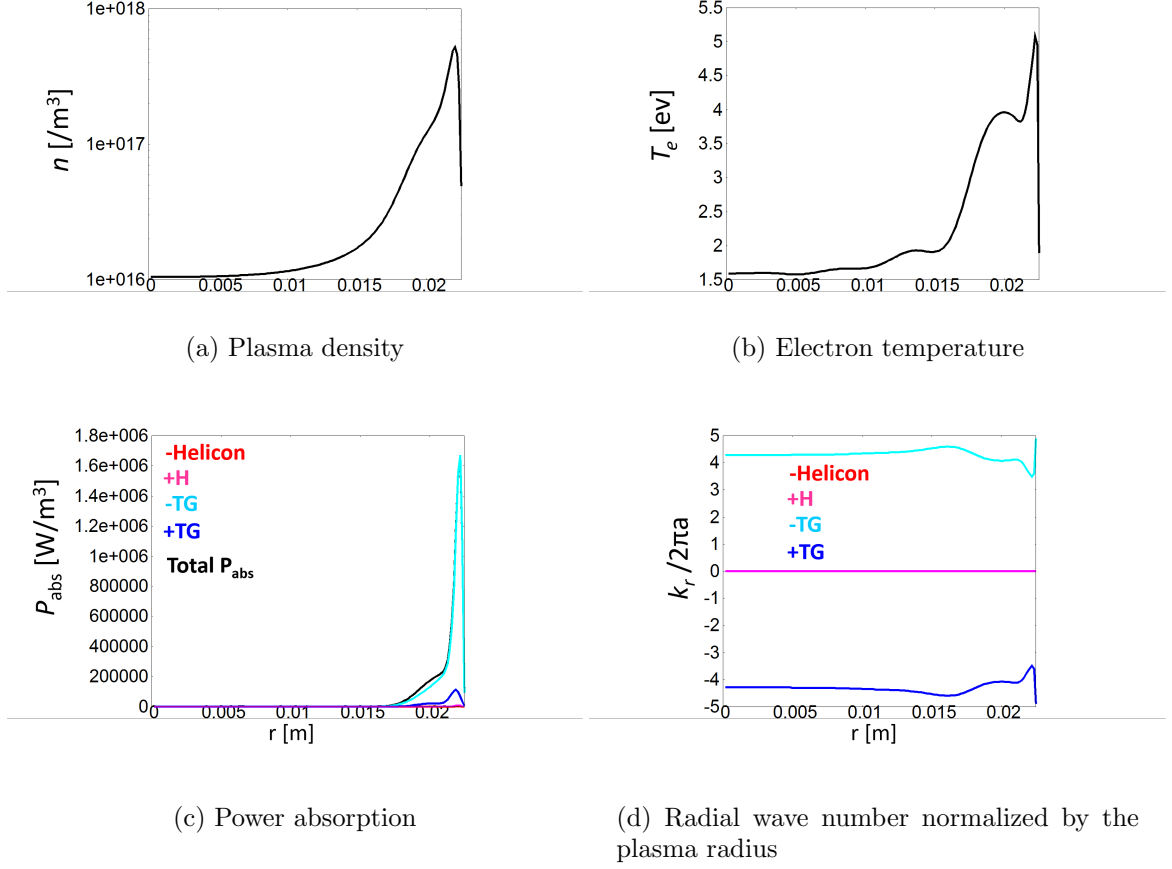 1e+018
1e+017
1e+016
n [/m³]
0 0.005 0.01 0.015 0.02
(a) Plasma density
5.5
5
4.5
4
3.5
3
2.5
2
1.5
Tₑ [ev]
0 0.005 0.01 0.015 0.02
(b) Electron temperature
1.8e+006
1.6e+006
1.4e+006
1.2e+006
1e+006
800000
600000
400000
200000
0
P_abs [W/m³]
-Helicon
+H
-TG
+TG
Total P_abs
0 0.005 0.01 0.015 0.02
r [m]
(c) Power absorption
5
4
3
2
1
0
-1
-2
-3
-4
-5
kᵣ/2πa
-Helicon
+H
-TG
+TG
0 0.005 0.01 0.015 0.02
r [m]
(d) Radial wave number normalized by the
plasma radius